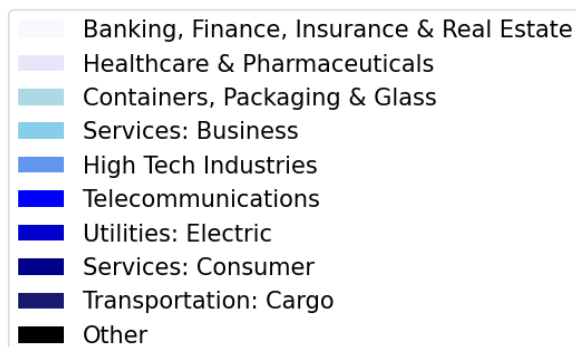 Banking, Finance, Insurance & Real Estate
Healthcare & Pharmaceuticals
Containers, Packaging & Glass
Services: Business
High Tech Industries
Telecommunications
Utilities: Electric
Services: Consumer
Transportation: Cargo
Other